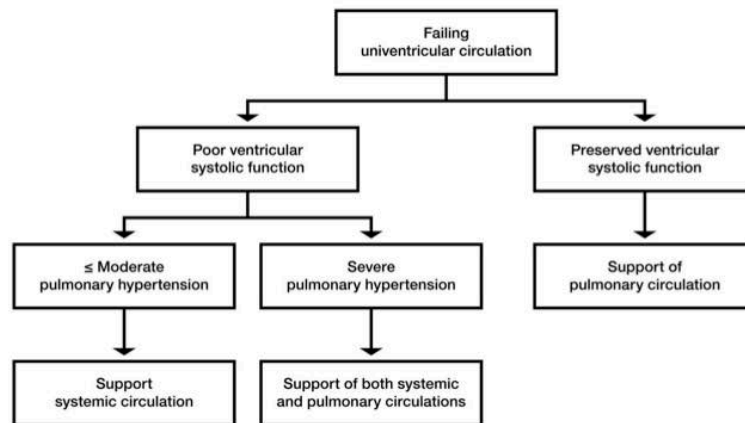 Failing
univentricular circulation
Poor ventricular
systolic function
Preserved ventricular
systolic function
≤ Moderate
pulmonary hypertension
Severe
pulmonary hypertension
Support of
pulmonary circulation
Support
systemic circulation
Support of both systemic
and pulmonary circulations